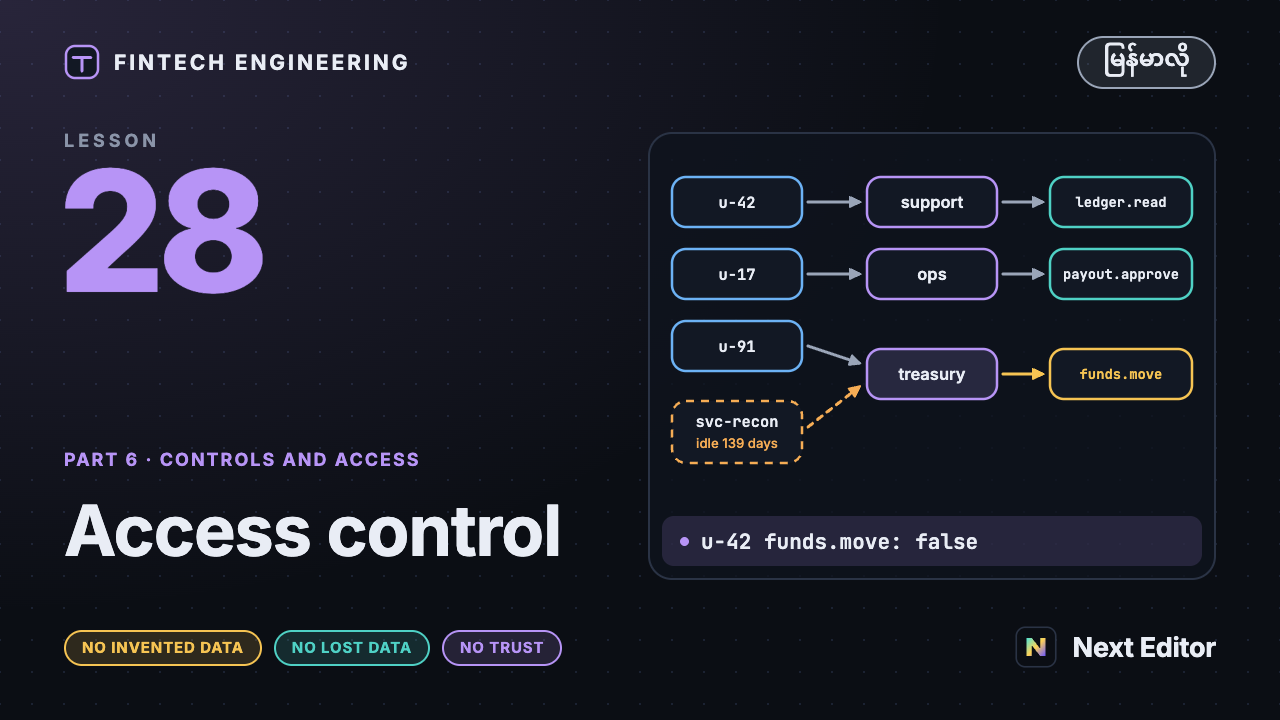 FINTECH ENGINEERING
မြန်မာလို
LESSON
28
PART 6 · CONTROLS AND ACCESS
Access control
NO INVENTED DATA
NO LOST DATA
NO TRUST
u-42
support
ledger.read
u-17
ops
payout.approve
u-91
treasury
funds.move
svc-recon
idle 139 days
u-42 funds.move: false
Next Editor